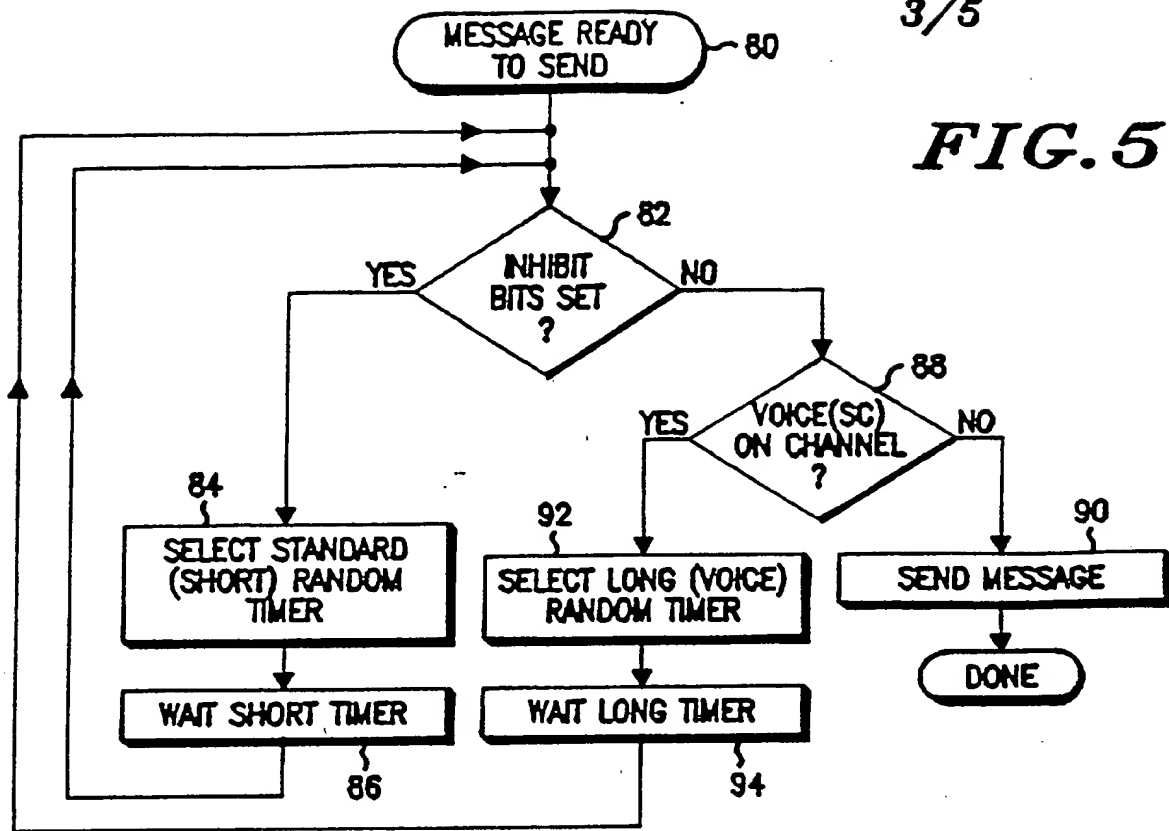 3/5
MESSAGE READY
TO SEND
80
FIG. 5
82
INHIBIT
BITS SET
?
YES
NO
88
VOICE(SC)
ON CHANNEL
?
YES
NO
84
SELECT STANDARD
(SHORT) RANDOM
TIMER
92
SELECT LONG (VOICE)
RANDOM TIMER
90
SEND MESSAGE
WAIT SHORT TIMER
86
WAIT LONG TIMER
94
DONE